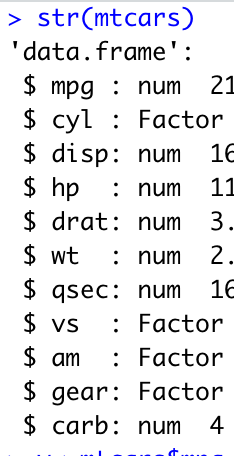 > str(mtcars)
'data.frame':
$ mpg : num 21
$ cyl : Factor
$ disp: num 16
$ hp : num 11
$ drat: num 3.
$ wt : num 2.
$ qsec: num 16
$ vs : Factor
$ am : Factor
$ gear: Factor
$ carb: num 4